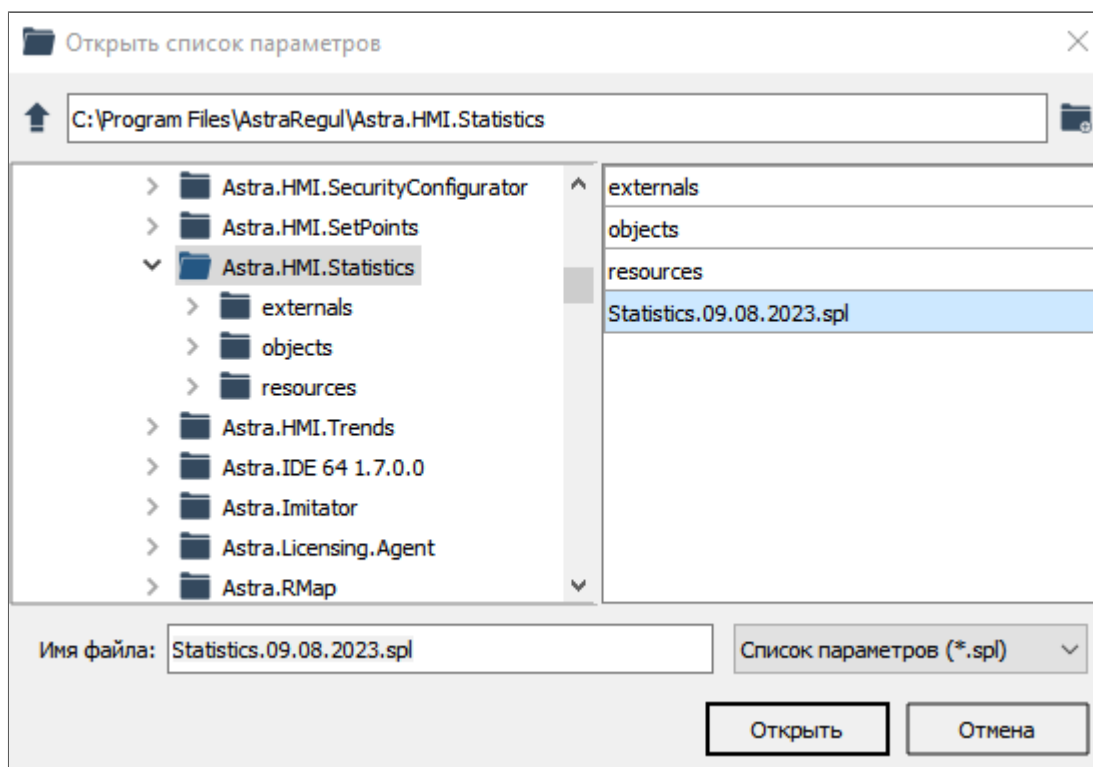 Открыть список параметров
C:\Program Files\AstraRegul\Astra.HMI.Statistics
Astra.HMI.SecurityConfigurator
Astra.HMI.SetPoints
Astra.HMI.Statistics
externals
objects
resources
Astra.HMI.Trends
Astra.IDE 64 1.7.0.0
Astra.Imitator
Astra.Licensing.Agent
Astra.RMap
externals
objects
resources
Statistics.09.08.2023.spl
Имя файла: Statistics.09.08.2023.spl Список параметров (*.spl)
Открыть Отмена